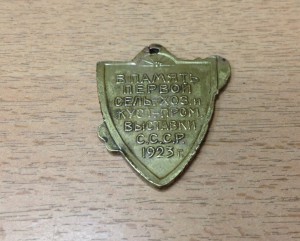 В ПАМЯТЬ
ПЕРВОЙ
СЕЛЬ-ХОЗ. И
КУСТ-ПРОМ
ВЫСТАВКИ
С.С.С.Р.
1923 г.